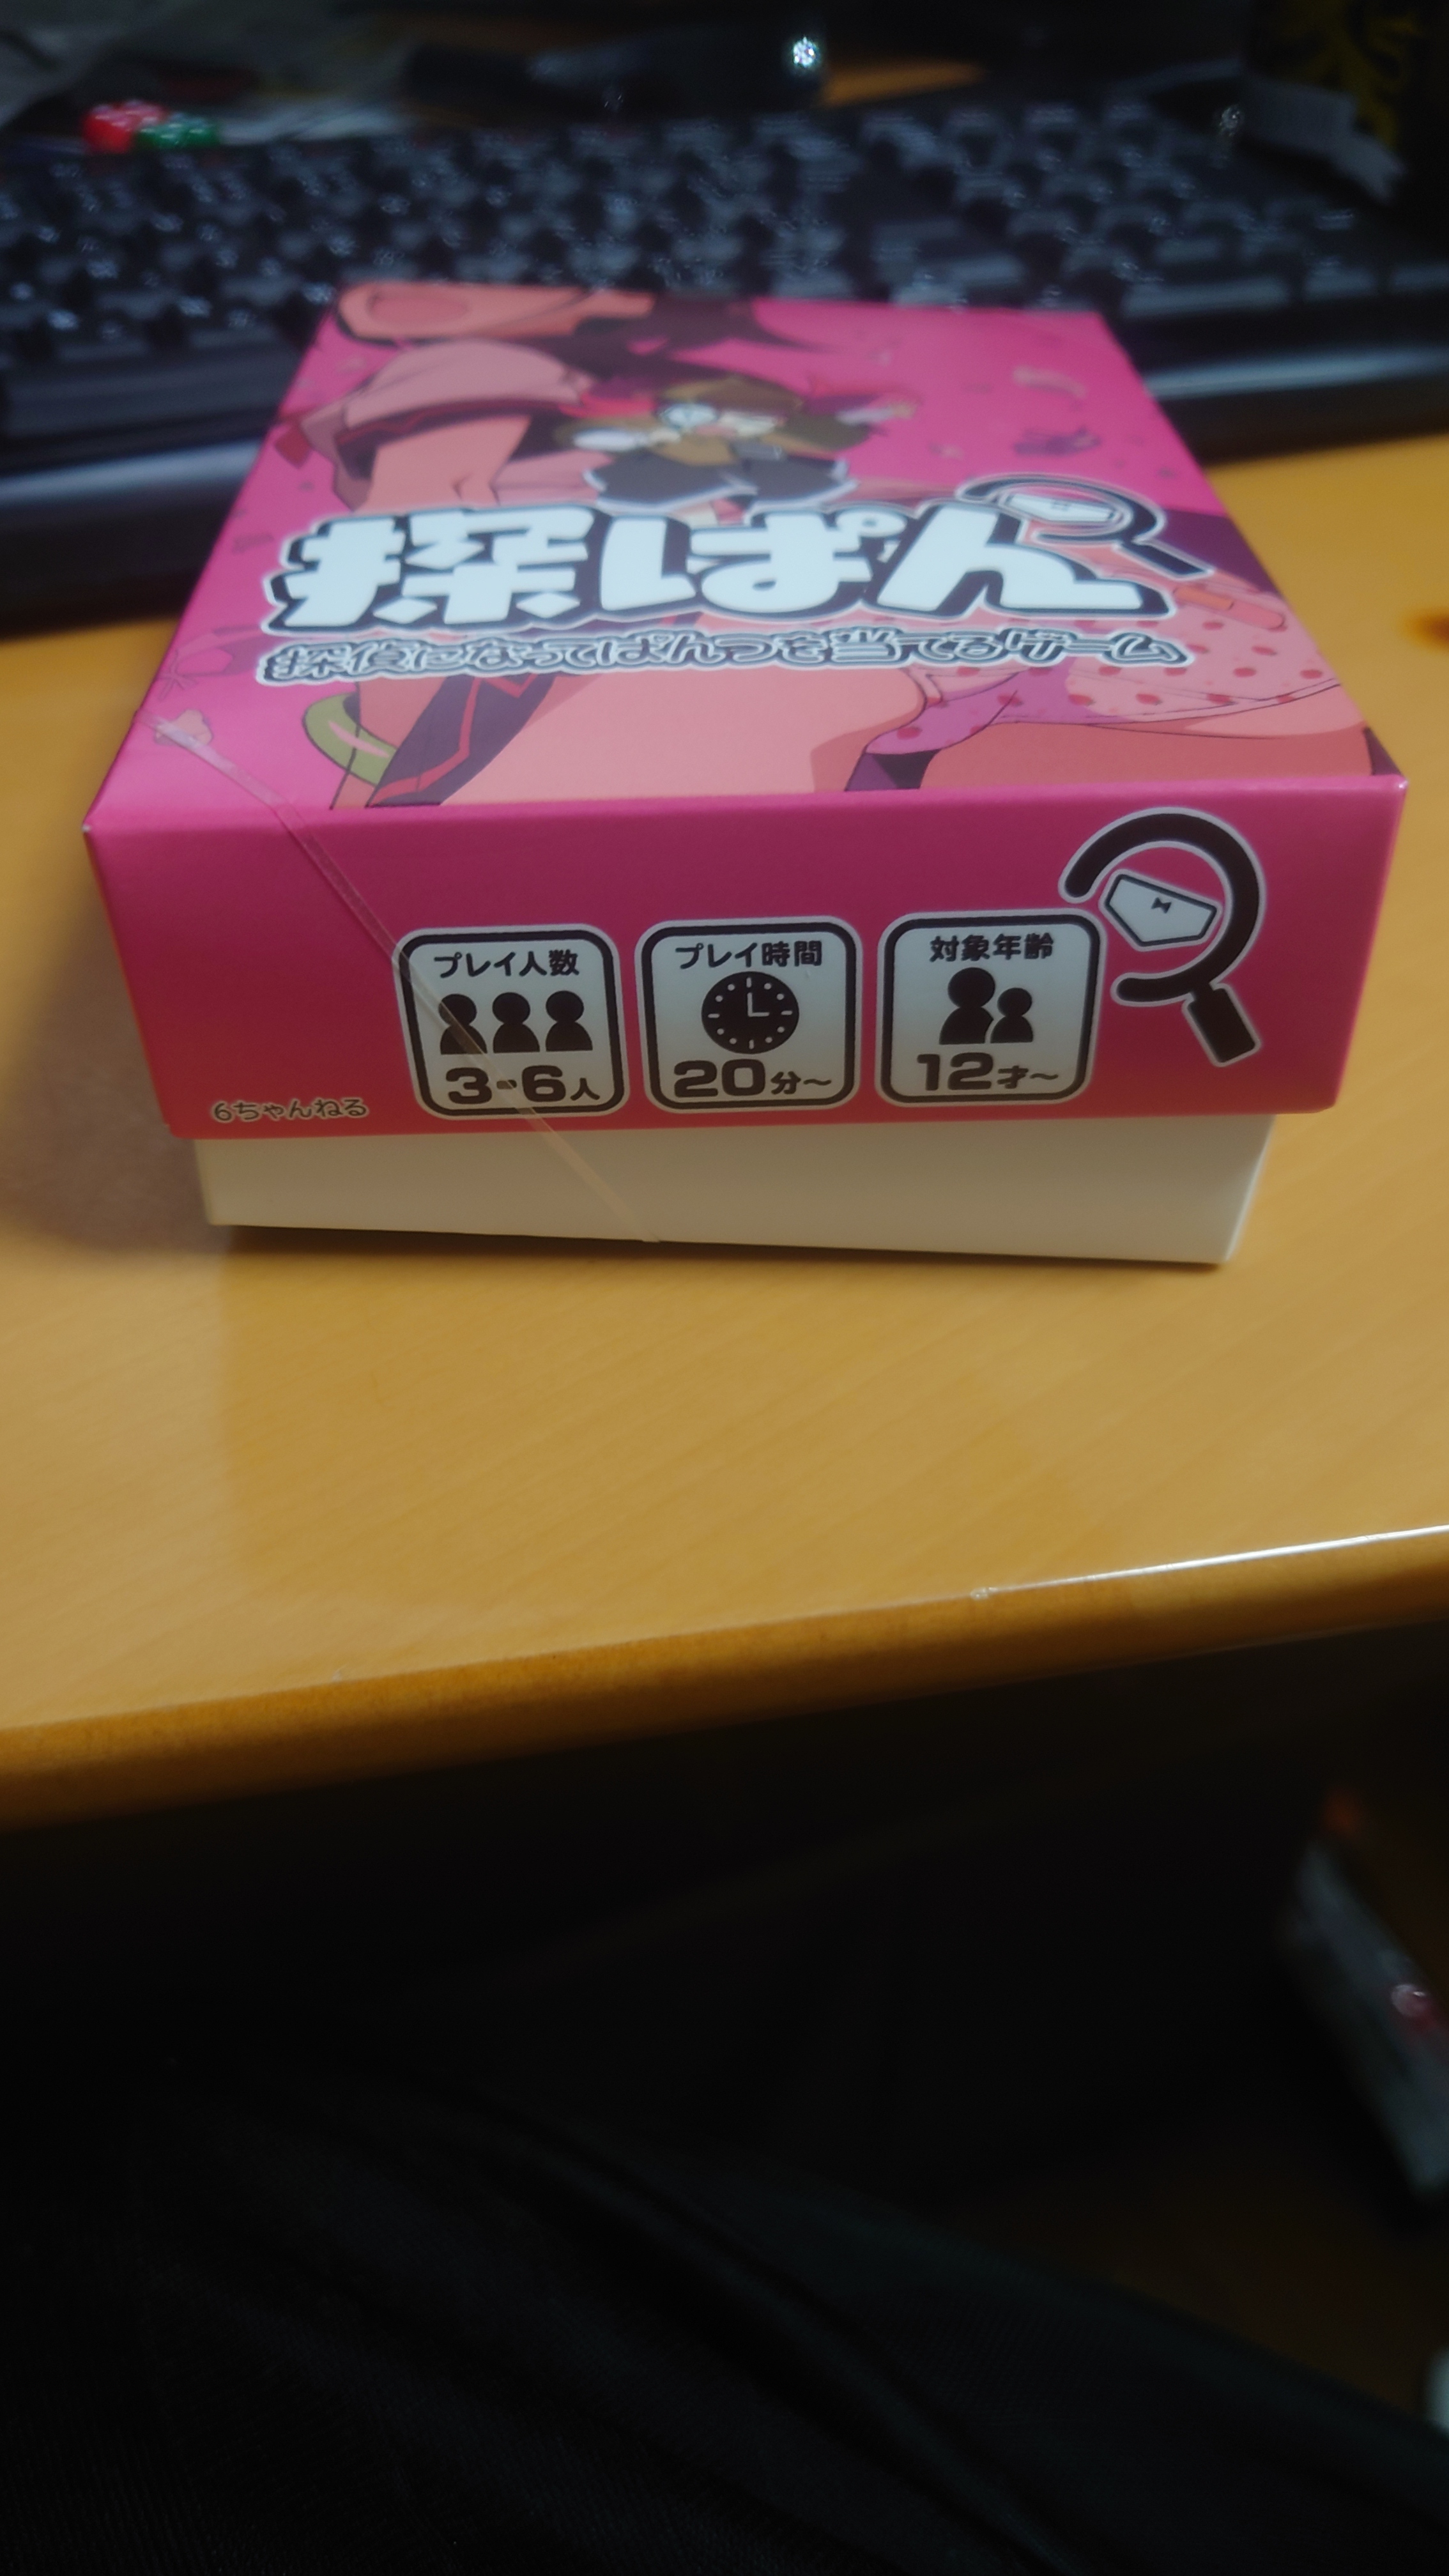 探ぱん
探偵になってぱんつを当てるゲーム
プレイ人数
3-6人
プレイ時間
20分～
対象年齢
12才～
6ちゃんねる